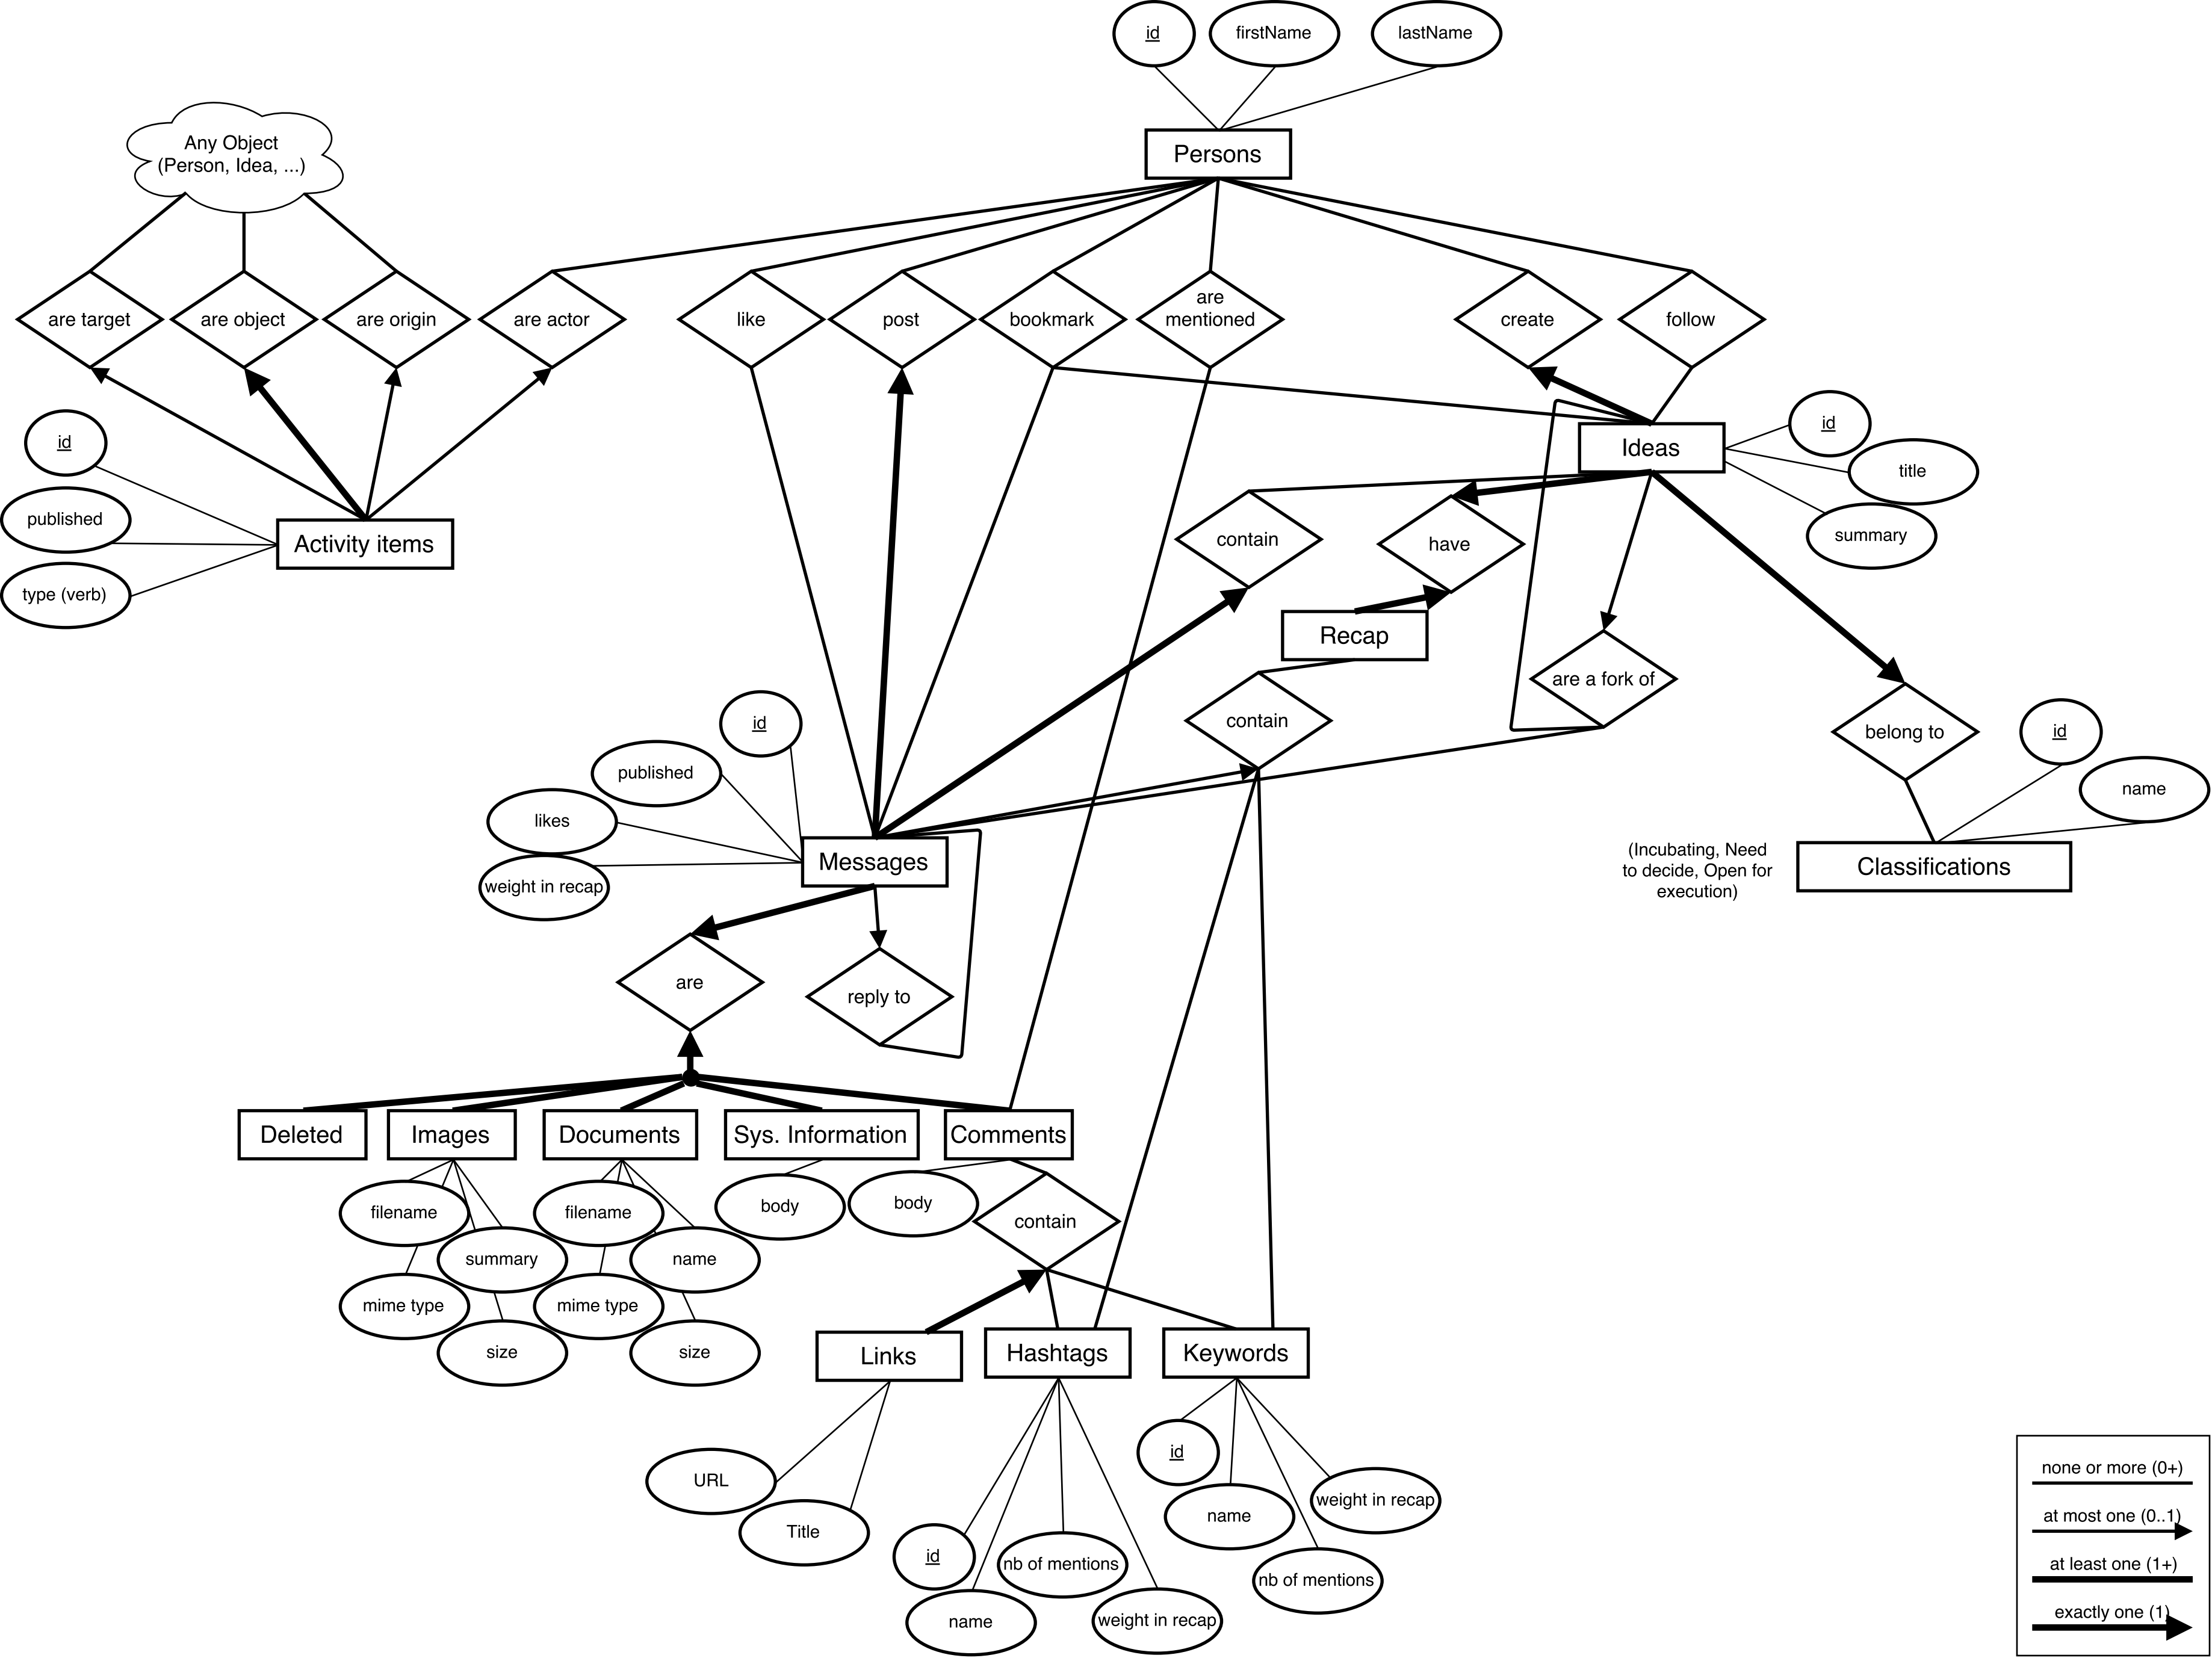 id
firstName
lastName
Any Object
(Person, Idea, ...)
Persons
are target
are object
are origin
are actor
like
post
bookmark
are
mentioned
create
follow
id
published
type (verb)
Activity items
Ideas
id
title
summary
contain
have
Recap
are a fork of
contain
belong to
id
name
id
published
likes
weight in recap
Messages
(Incubating, Need
to decide, Open for
execution)
Classifications
are
reply to
Deleted
Images
Documents
Sys. Information
Comments
filename
summary
mime type
size
filename
name
mime type
size
body
body
contain
Links
Hashtags
Keywords
URL
Title
id
name
nb of mentions
weight in recap
id
name
weight in recap
nb of mentions
none or more (0+)
at most one (0..1)
at least one (1+)
exactly one (1)